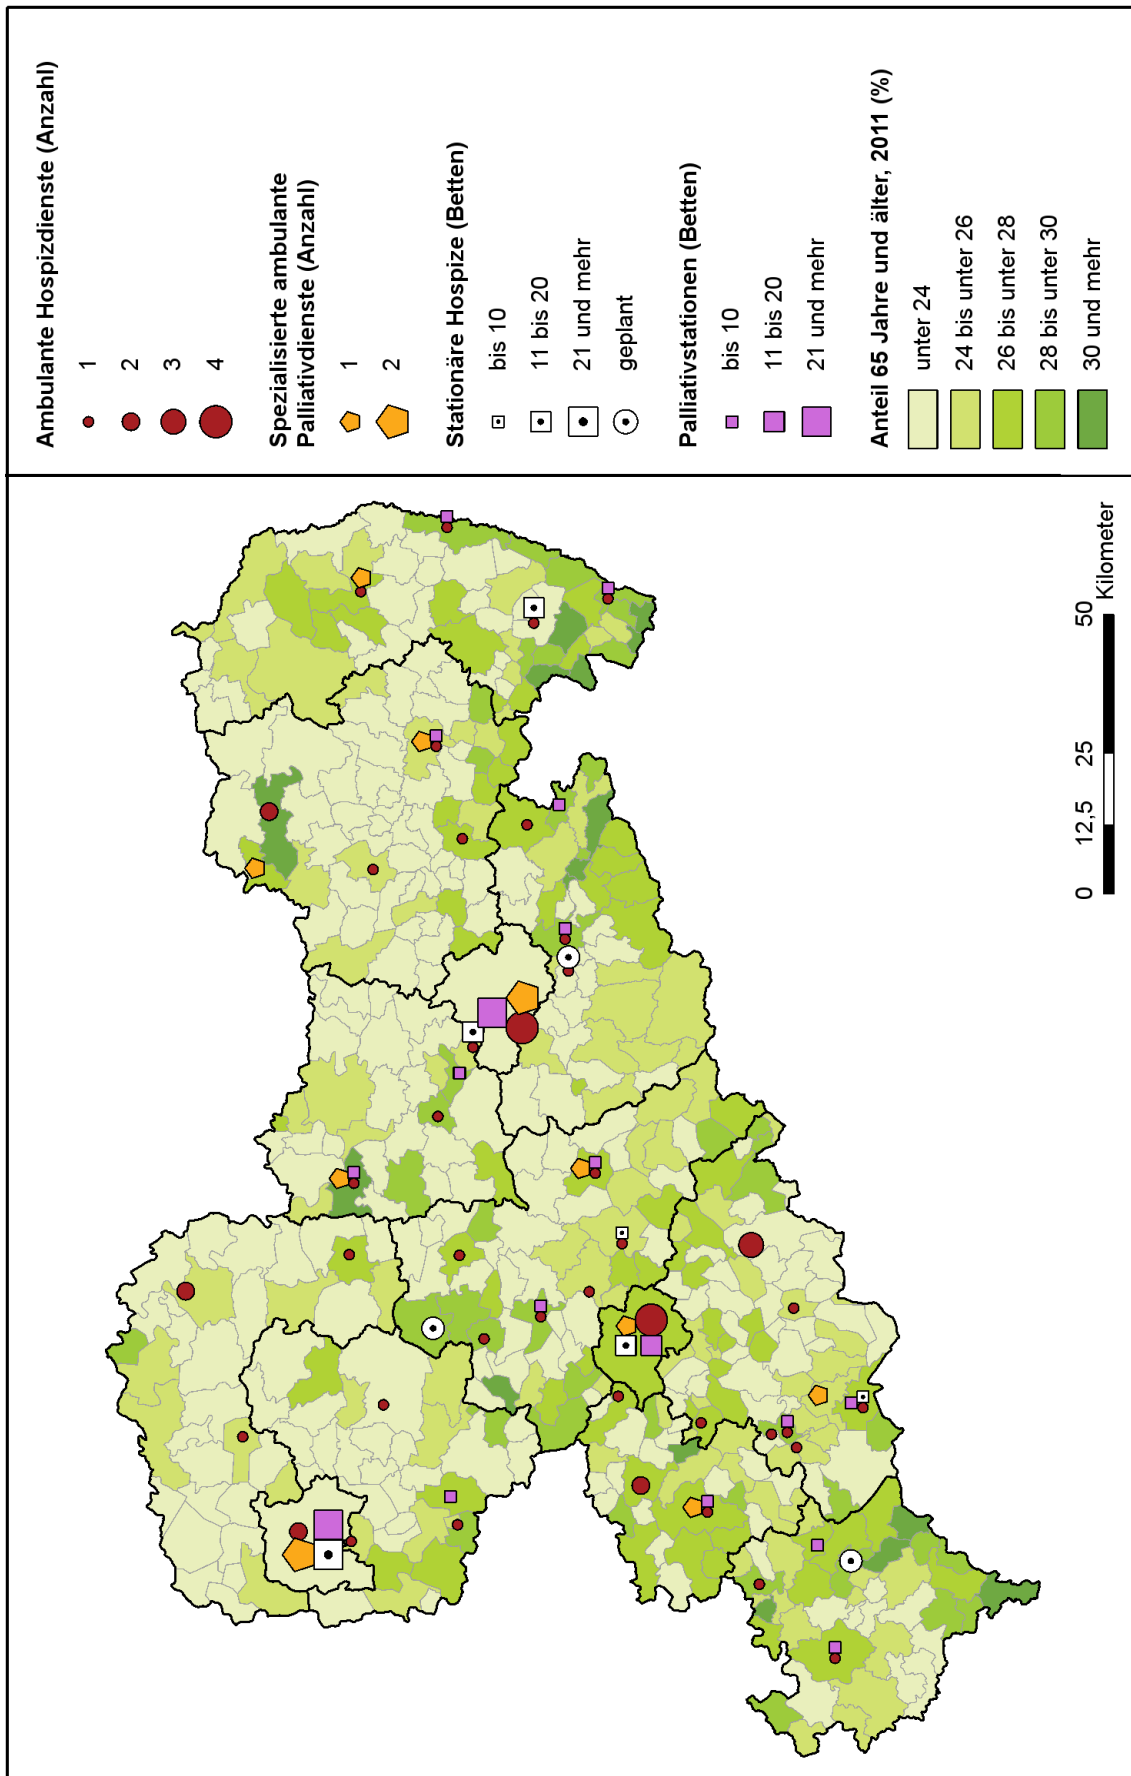 Ambulante Hospizdienste (Anzahl)
1
2
3
4
Spezialisierte ambulante
Palliativdienste (Anzahl)
1
2
Stationäre Hospize (Betten)
bis 10
11 bis 20
21 und mehr
geplant
Palliativstationen (Betten)
bis 10
11 bis 20
21 und mehr
Anteil 65 Jahre und älter, 2011 (%)
unter 24
24 bis unter 26
26 bis unter 28
28 bis unter 30
30 und mehr
0 12,5 25 50
Kilometer